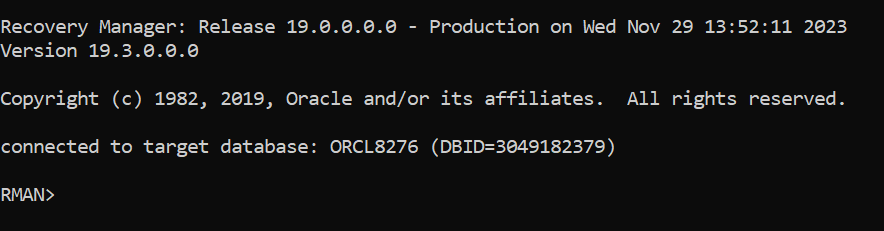 Recovery Manager: Release 19.0.0.0.0 - Production on Wed Nov 29 13:52:11 2023
Version 19.3.0.0.0
Copyright (c) 1982, 2019, Oracle and/or its affiliates.  All rights reserved.
connected to target database: ORCL8276 (DBID=3049182379)
RMAN>